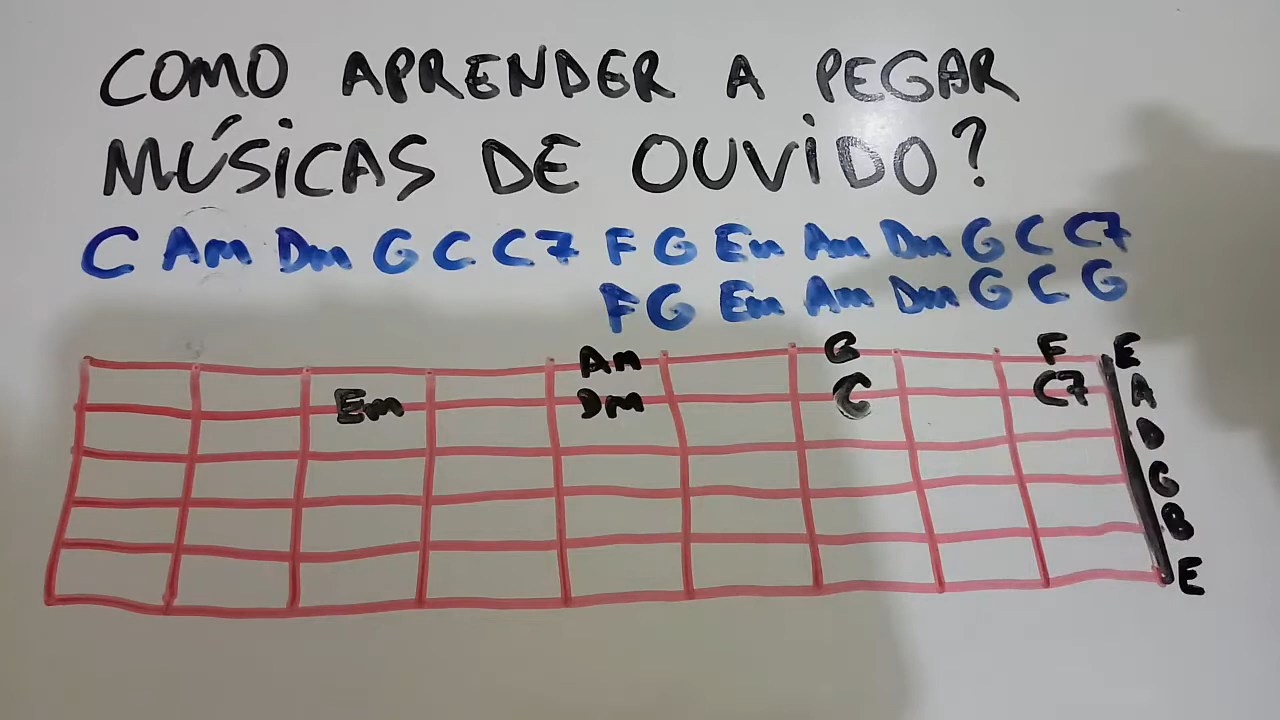 COMO APRENDER A PEGAR
MÚSICAS DE OUVIDO?
C Am Dm G C C7 F G Em Am Dm G C C7
F G Em Am Dm G C G
Am G F E
Em Dm C C7 A
D
G
B
E